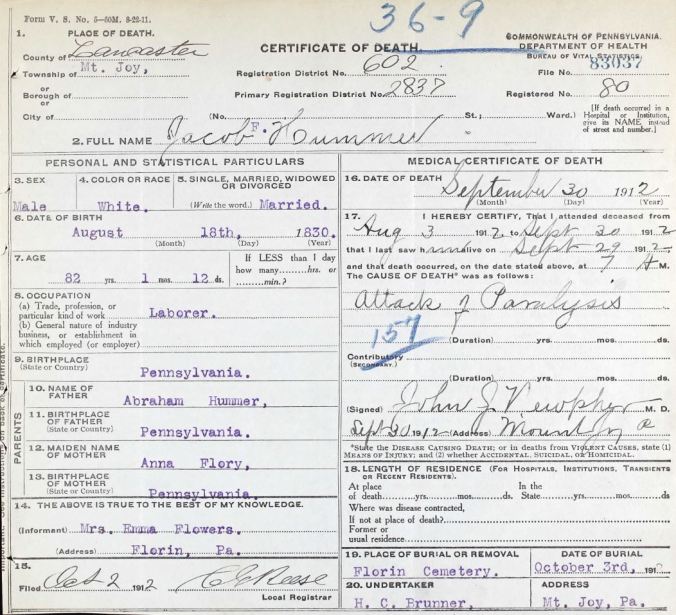 Form V. S. No. 5—50M. 8-22-11.
36-9
1. PLACE OF DEATH.
County of Lancaster
Township of Mt. Joy,
or
Borough of
or
City of
CERTIFICATE OF DEATH.
COMMONWEALTH OF PENNSYLVANIA.
DEPARTMENT OF HEALTH
BUREAU OF VITAL STATISTICS
Registration District No. 602
File No. 83037
Primary Registration District No. 2837
Registered No. 80
(No. St.; Ward.)
[If death occurred in a Hospital or Institution, give its NAME instead of street and number.]
2. FULL NAME Jacob F. Hummer
PERSONAL AND STATISTICAL PARTICULARS
3. SEX
Male
4. COLOR OR RACE
White.
5. SINGLE, MARRIED, WIDOWED
OR DIVORCED
(Write the word.) Married.
6. DATE OF BIRTH
August 18th, 1830.
(Month) (Day) (Year)
7. AGE
82 yrs. 1 mos. 12 ds.
If LESS than 1 day
how many hrs. or
min.?
8. OCCUPATION
(a) Trade, profession, or
particular kind of work Laborer.
(b) General nature of industry
business, or establishment in
which employed (or employer)
9. BIRTHPLACE
(State or Country) Pennsylvania.
PARENTS
10. NAME OF
FATHER Abraham Hummer,
11. BIRTHPLACE
OF FATHER
(State or Country) Pennsylvania.
12. MAIDEN NAME
OF MOTHER Anna Flory,
13. BIRTHPLACE
OF MOTHER
(State or Country) Pennsylvania.
14. THE ABOVE IS TRUE TO THE BEST OF MY KNOWLEDGE.
(Informant) Mrs. Emma Flowers.
(Address) Florin, Pa.
15.
Filed Oct 2 1912
Local Registrar
MEDICAL CERTIFICATE OF DEATH
16. DATE OF DEATH
September 30 1912
(Month) (Day) (Year)
17. I HEREBY CERTIFY, That I attended deceased from
Aug 3 1912 to Sept 30 1912
that I last saw him alive on Sept 29 1912,
and that death occurred, on the date stated above, at 7 A M.
The CAUSE OF DEATH* was as follows:
Attack of Paralysis
157
(Duration) yrs. mos. ds.
Contributory
(SECONDARY.)
(Duration) yrs. mos. ds.
(Signed) John J. M. D.
Sept 30 1912 (Address) Mount Joy Pa
*State the DISEASE CAUSING DEATH; or in deaths from VIOLENT CAUSES, state (1)
MEANS OF INJURY; and (2) whether ACCIDENTAL, SUICIDAL, or HOMICIDAL.
18. LENGTH OF RESIDENCE (FOR HOSPITALS, INSTITUTIONS, TRANSIENTS
OR RECENT RESIDENTS).
At place In the
of death yrs. mos. ds. State yrs. mos. ds
Where was disease contracted,
If not at place of death?
Former or
usual residence
19. PLACE OF BURIAL OR REMOVAL
Florin Cemetery.
DATE OF BURIAL
October 3rd, 1912
20. UNDERTAKER
H. C. Brunner,
ADDRESS
Mt. Joy, Pa.